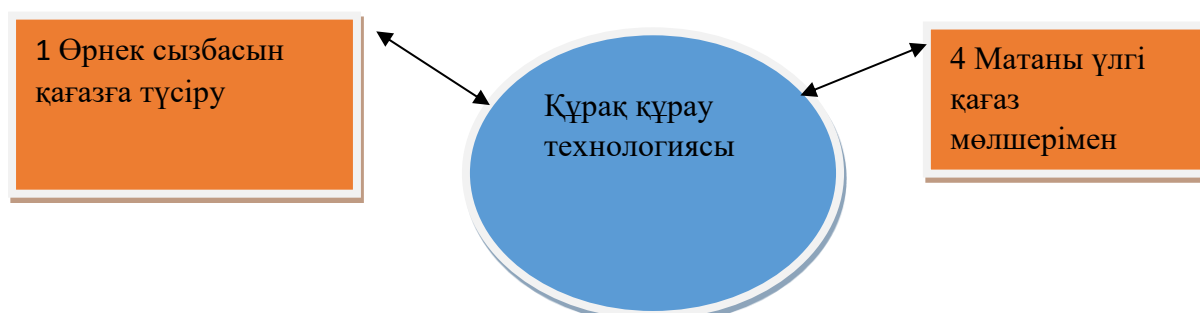 1 Өрнек сызбасын
қағазға түсіру
Құрақ құрау
технологиясы
4 Матаны үлгі
қағаз
мөлшерімен